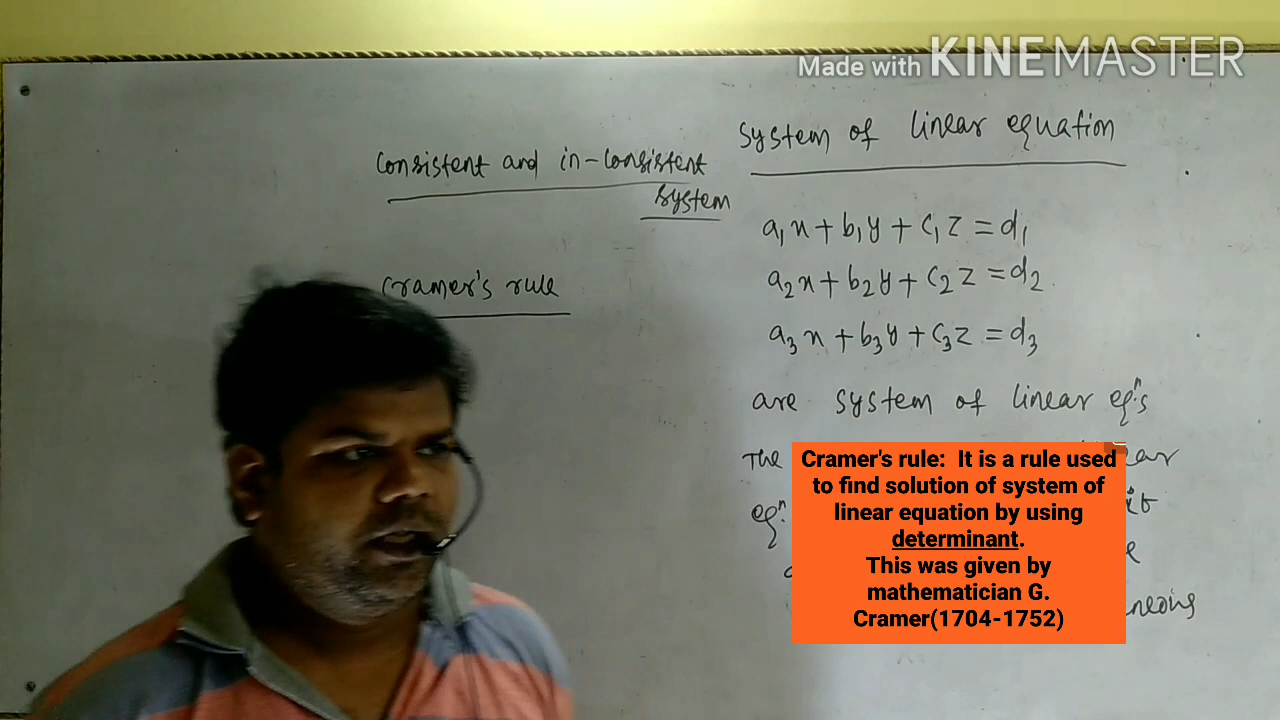 Made with KINEMASTER
System of linear equation
a₁x + b₁y + c₁z = d₁
a₂x + b₂y + c₂z = d₂.
a₃x + b₃y + c₃z = d₃
are system of linear eqⁿ.s
The
eqⁿ.
Consistent and in-consistent
system
Cramer's rule
Cramer's rule: It is a rule used
to find solution of system of
linear equation by using
determinant.
This was given by
mathematician G.
Cramer(1704-1752)